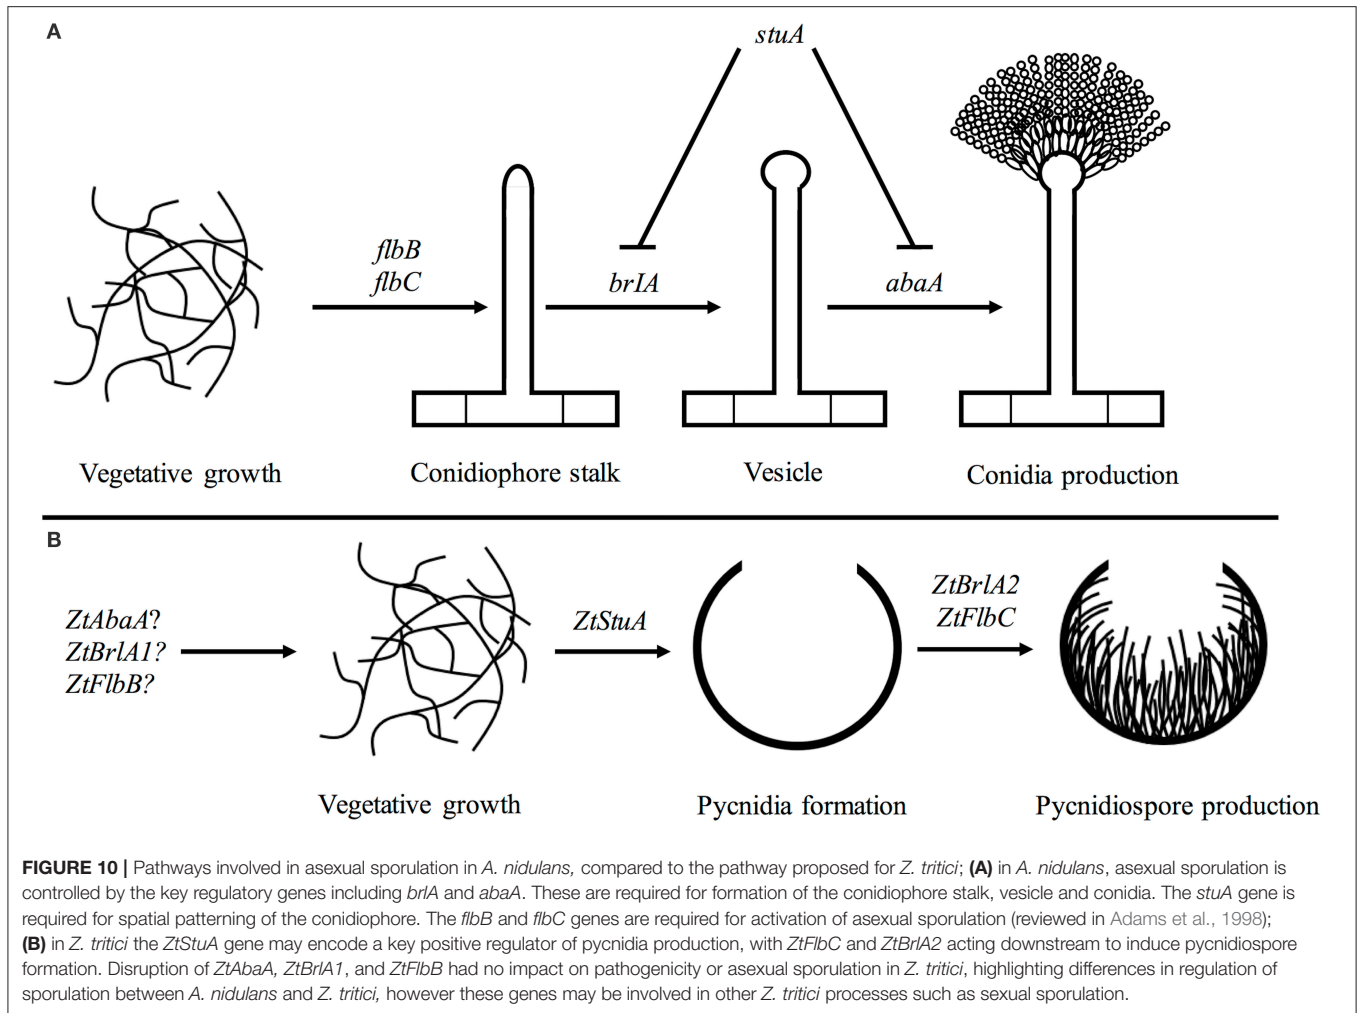 A
stuA
flbB
flbC
brlA
abaA
Vegetative growth
Conidiophore stalk
Vesicle
Conidia production
B
ZtAbaA?
ZtBrlA1?
ZtFlbB?
ZtStuA
ZtBrlA2
ZtFlbC
Vegetative growth
Pycnidia formation
Pycnidiospore production
FIGURE 10 | Pathways involved in asexual sporulation in A. nidulans, compared to the pathway proposed for Z. tritici; (A) in A. nidulans, asexual sporulation is
controlled by the key regulatory genes including brlA and abaA. These are required for formation of the conidiophore stalk, vesicle and conidia. The stuA gene is
required for spatial patterning of the conidiophore. The flbB and flbC genes are required for activation of asexual sporulation (reviewed in Adams et al., 1998);
(B) in Z. tritici the ZtStuA gene may encode a key positive regulator of pycnidia production, with ZtFlbC and ZtBrlA2 acting downstream to induce pycnidiospore
formation. Disruption of ZtAbaA, ZtBrlA1, and ZtFlbB had no impact on pathogenicity or asexual sporulation in Z. tritici, highlighting differences in regulation of
sporulation between A. nidulans and Z. tritici, however these genes may be involved in other Z. tritici processes such as sexual sporulation.